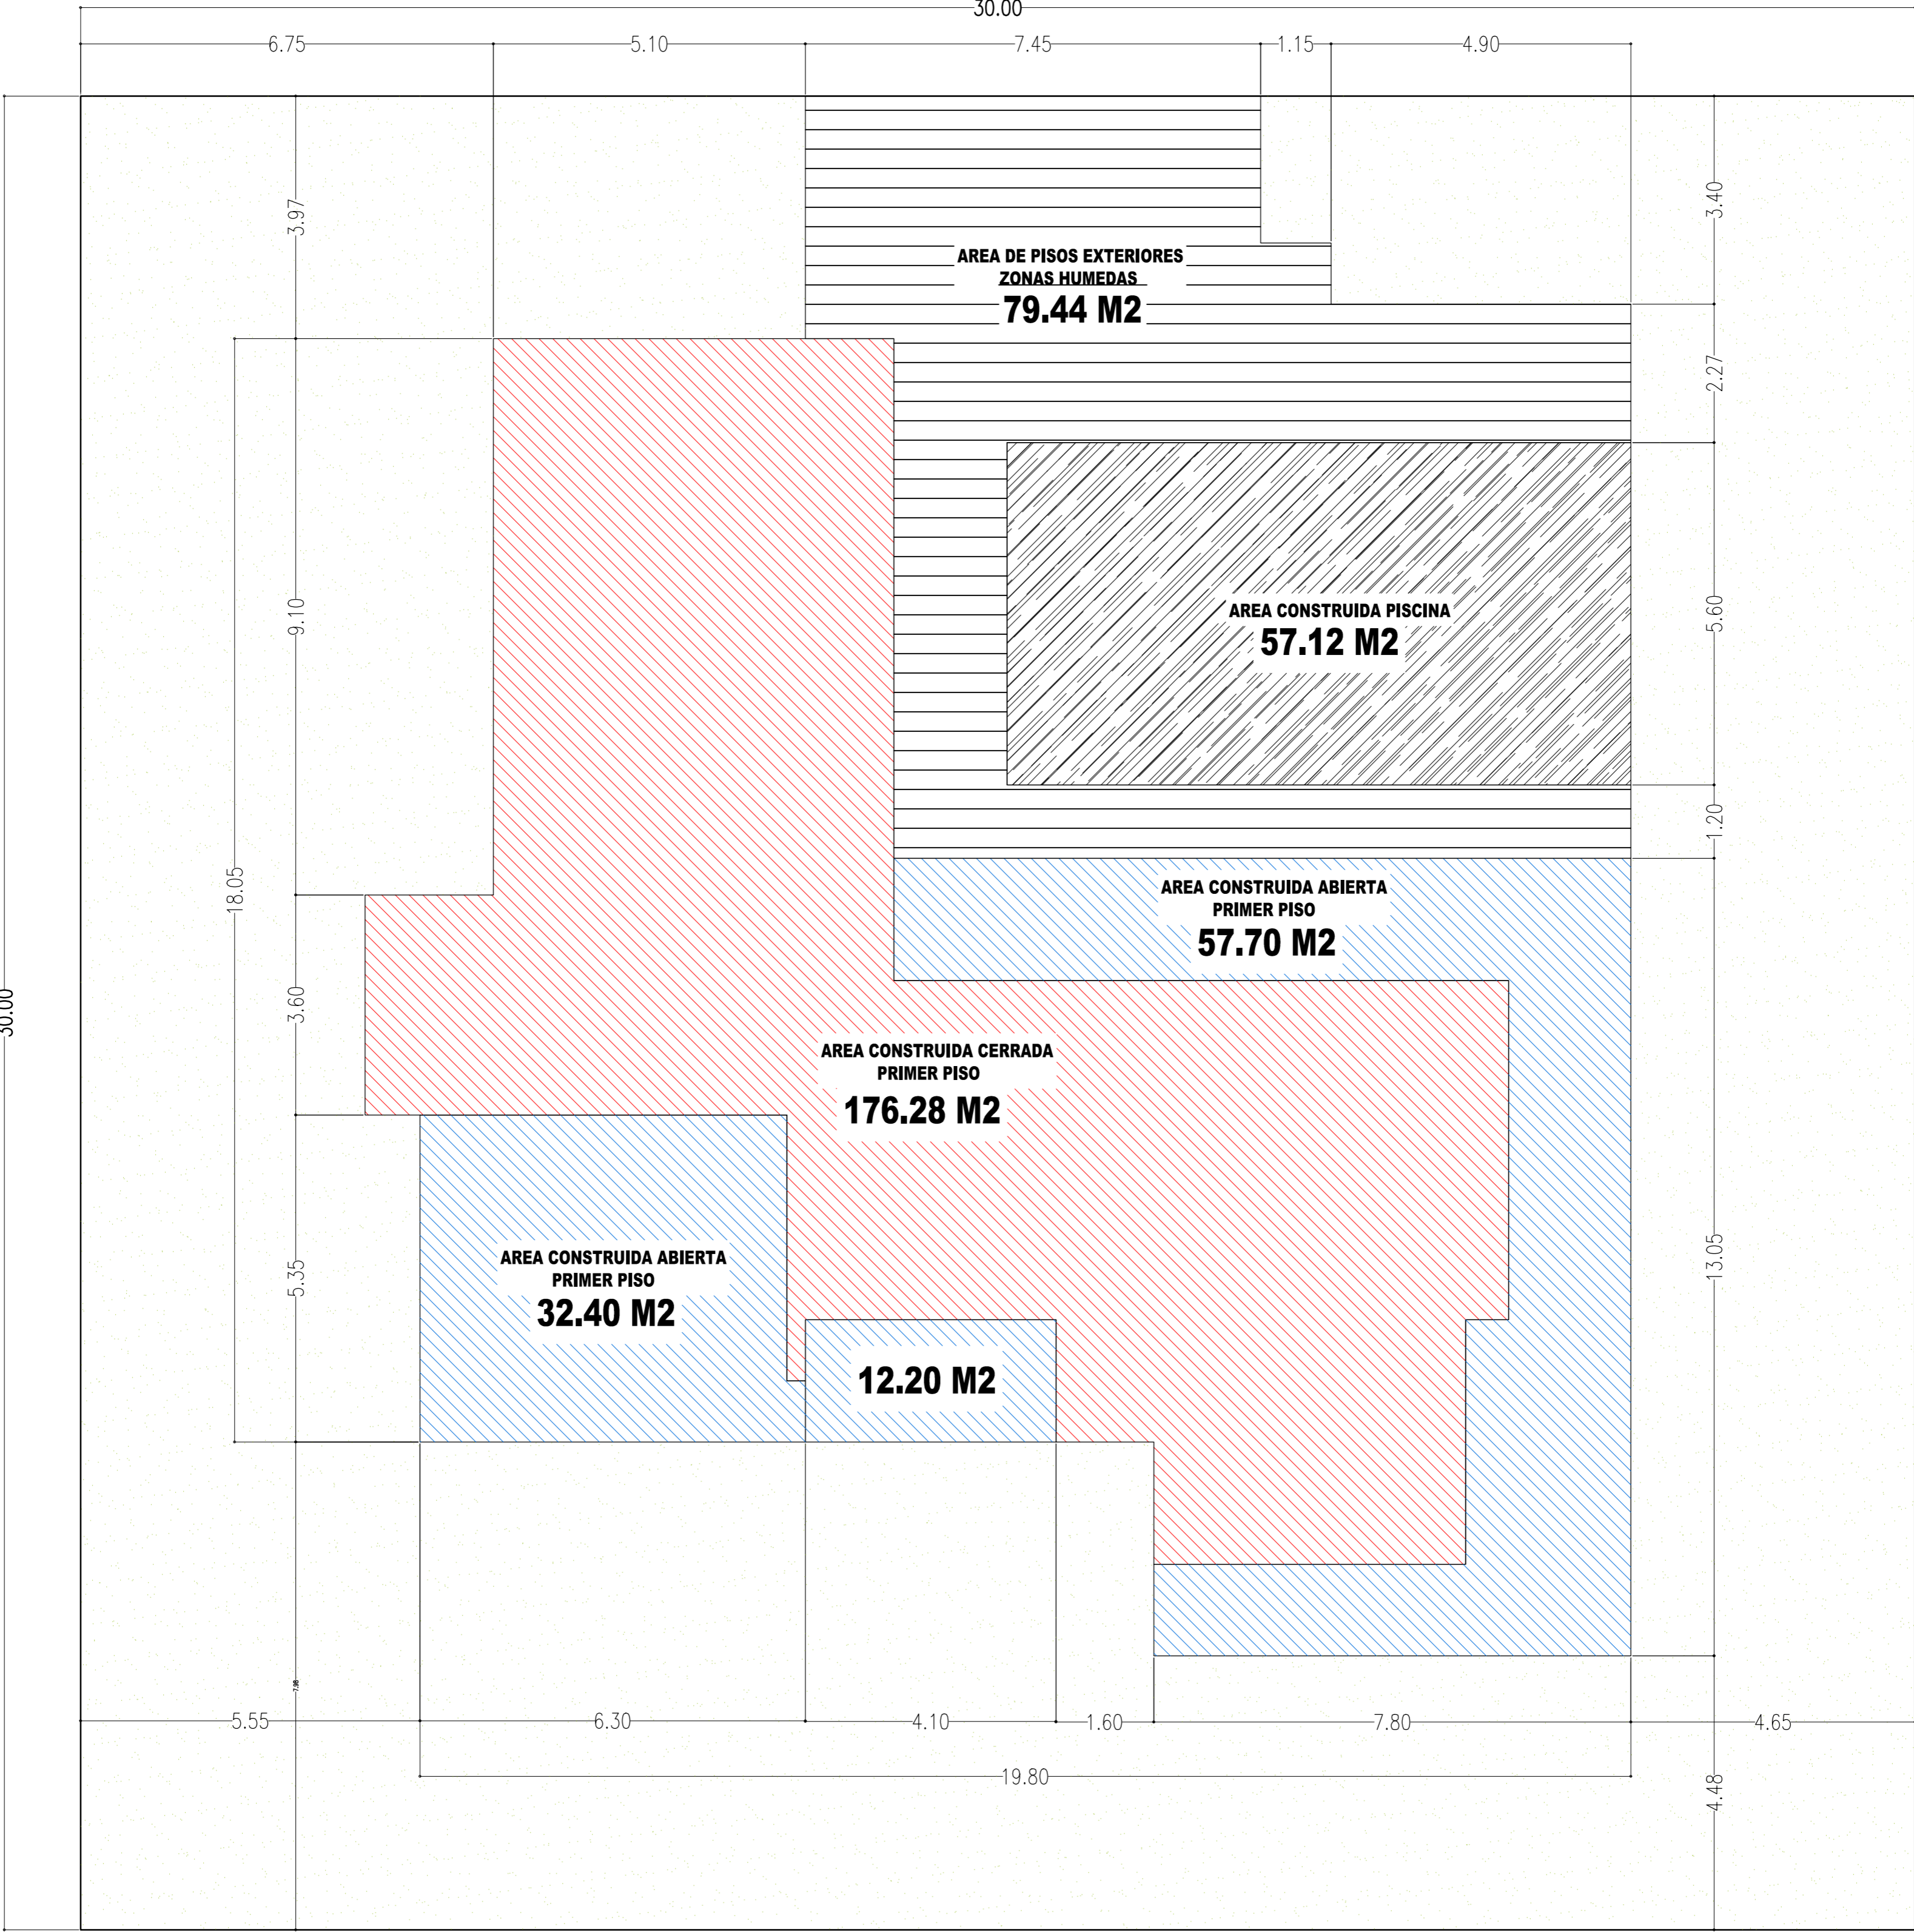 30.00
6.75
5.10
7.45
1.15
4.90
3.97
3.40
AREA DE PISOS EXTERIORES
ZONAS HUMEDAS
79.44 M2
2.27
9.10
AREA CONSTRUIDA PISCINA
57.12 M2
5.60
1.20
18.05
AREA CONSTRUIDA ABIERTA
PRIMER PISO
57.70 M2
30.00
3.60
AREA CONSTRUIDA CERRADA
PRIMER PISO
176.28 M2
5.35
AREA CONSTRUIDA ABIERTA
PRIMER PISO
32.40 M2
13.05
12.20 M2
7.98
5.55
6.30
4.10
1.60
7.80
4.65
19.80
4.48